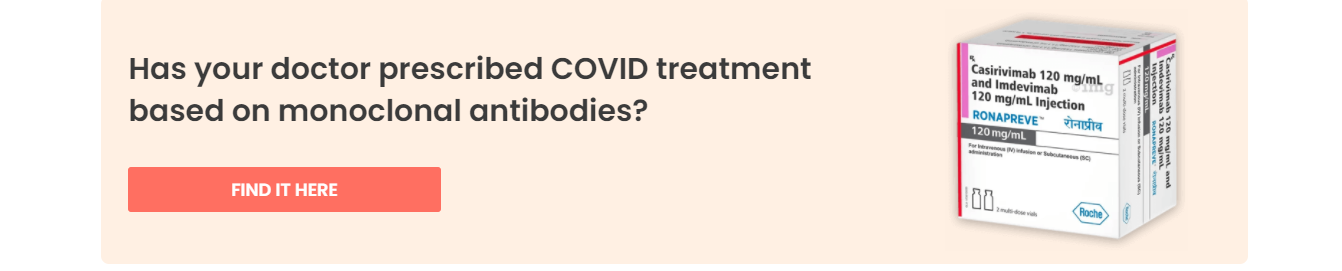 Has your doctor prescribed COVID treatment
based on monoclonal antibodies?
FIND IT HERE
Casirivimab 120 mg/mL
and Imdevimab
120 mg/mL Injection
RONAPREVE™
रोनाप्रीव
120 mg/mL
For Intravenous (IV) infusion or Subcutaneous (SC)
administration
2 multi-dose vials
Roche
Casirivimab 120 mg/mL and
Imdevimab 120 mg/mL
Injection
RONAPREVE